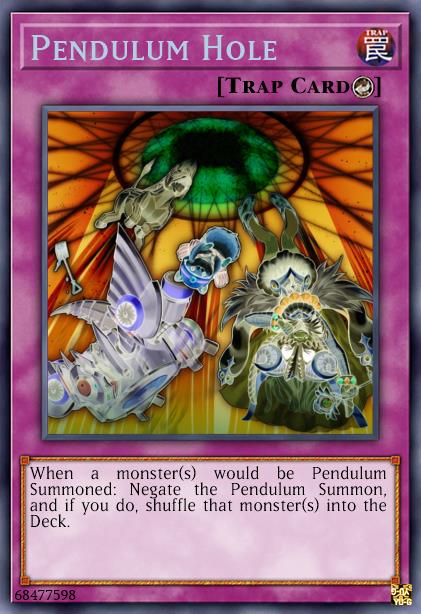 Pendulum Hole
TRAP
罠
[Trap Card]
When a monster(s) would be Pendulum
Summoned: Negate the Pendulum Summon,
and if you do, shuffle that monster(s) into the
Deck.
68477598